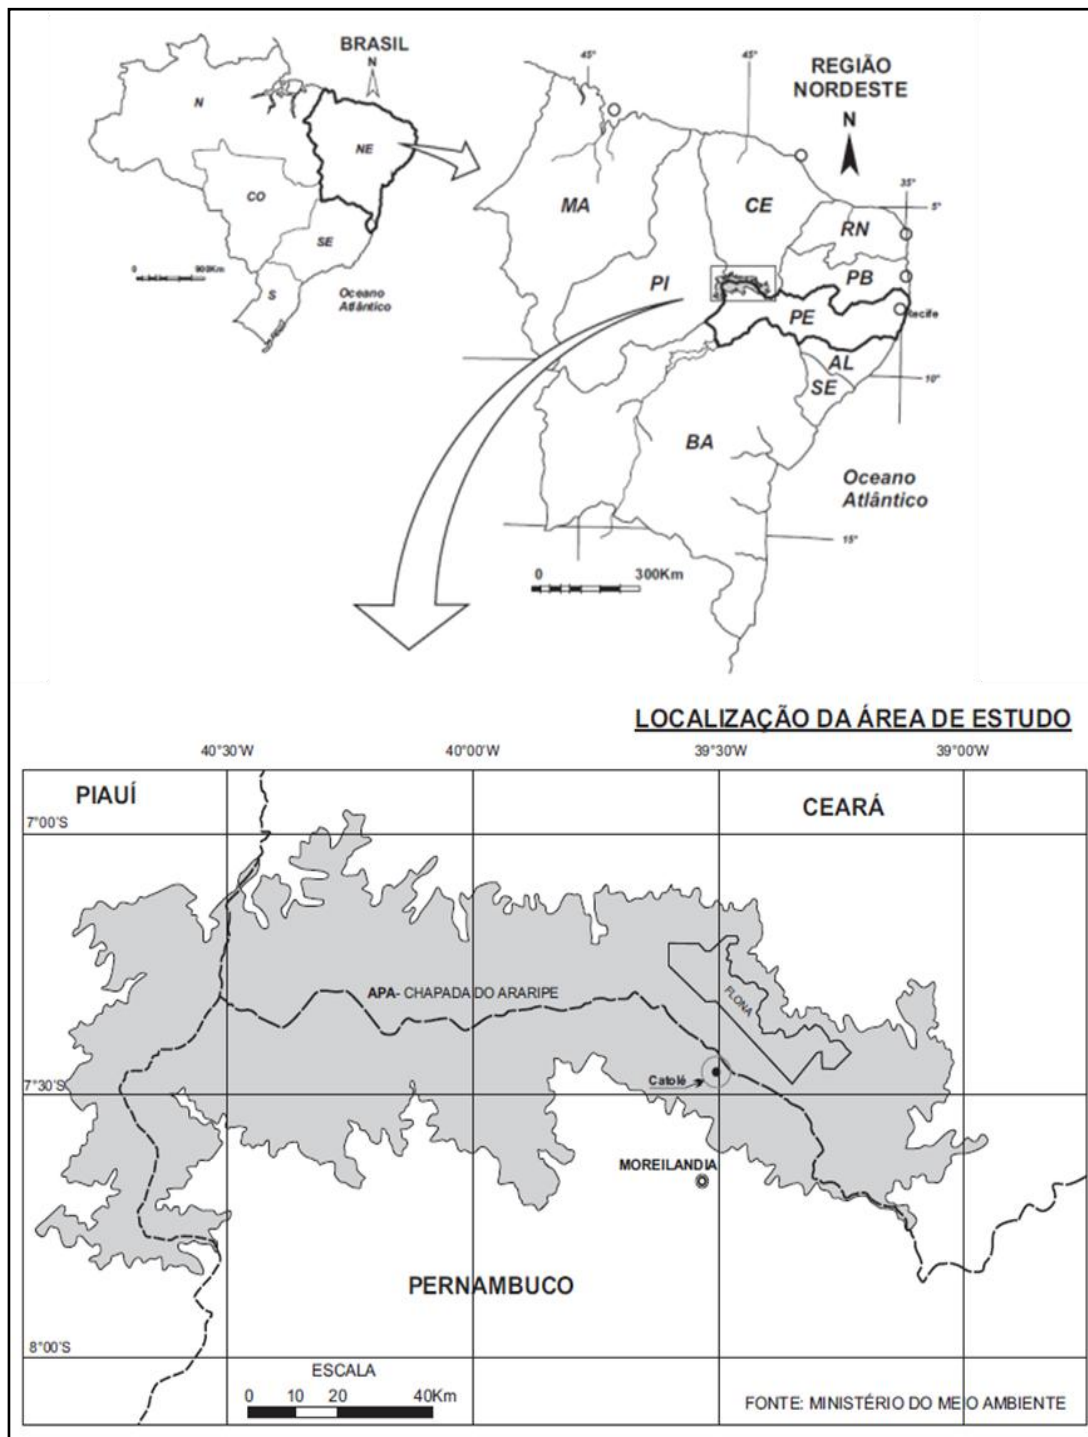 BRASIL
N
N
NE
CO
SE
S
0 900Km
Oceano
Atlântico
REGIÃO
NORDESTE
N
45°
45°
35°
5°
MA
CE
RN
PB
PI
PE
Recife
AL
SE
10°
BA
Oceano
Atlântico
15°
0 300Km
LOCALIZAÇÃO DA ÁREA DE ESTUDO
40°30'W 40°00'W 39°30'W 39°00'W
PIAUÍ
CEARÁ
7°00'S
APA- CHAPADA DO ARARIPE
FLONA
Catolé
7°30'S
MOREILANDIA
PERNAMBUCO
8°00'S
ESCALA
0 10 20 40Km
FONTE: MINISTÉRIO DO MEIO AMBIENTE